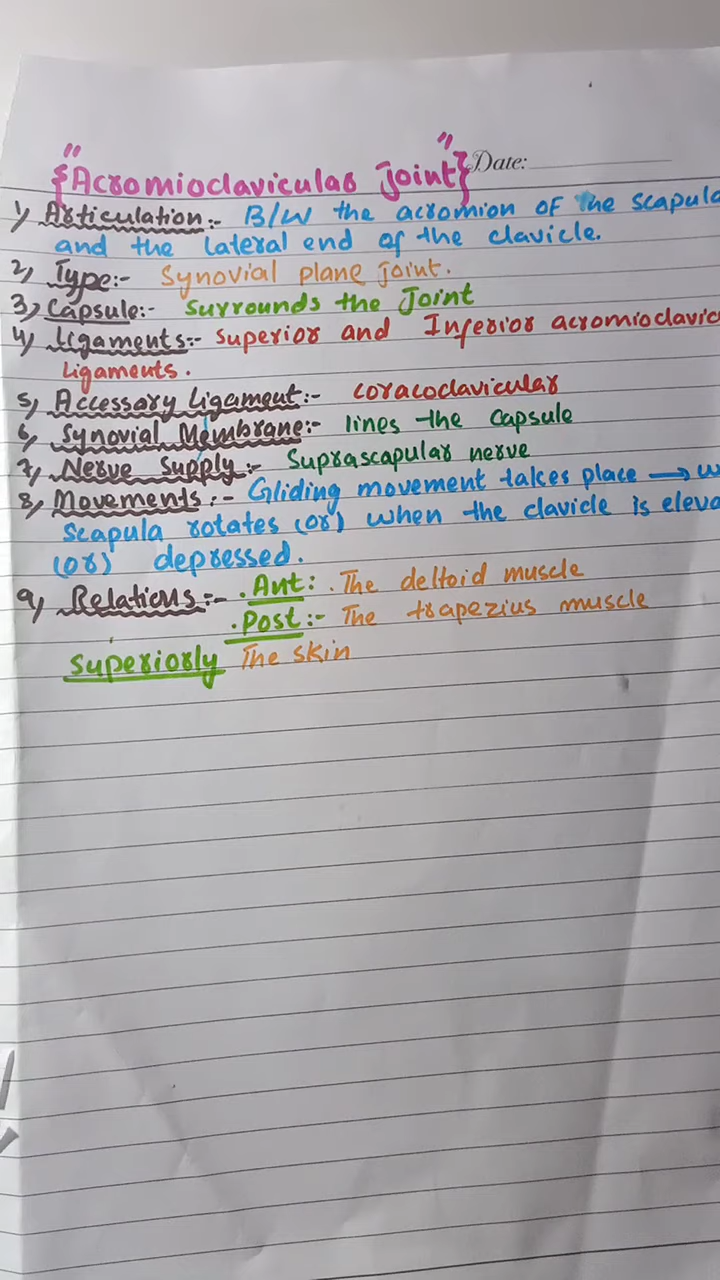 "{Acromioclavicular Joint"} Date:
1) Articulation:- B/W the acromion of the scapula
and the lateral end of the clavicle.
2) Type:- Synovial plane joint.
3) Capsule:- Surrounds the Joint
4) Ligaments:- Superior and Inferior acromioclavic
Ligaments.
5) Accessory Ligament:- coracoclavicular
6) Synovial Membrane:- lines the capsule
7) Nerve Supply:- Suprascapular nerve
8) Movements:- Gliding movement takes place → w
scapula rotates (or) when the clavicle is eleva
(or) depressed.
9) Relations:- .Ant: .The deltoid muscle
.Post:- The trapezius muscle
Superiorly The skin